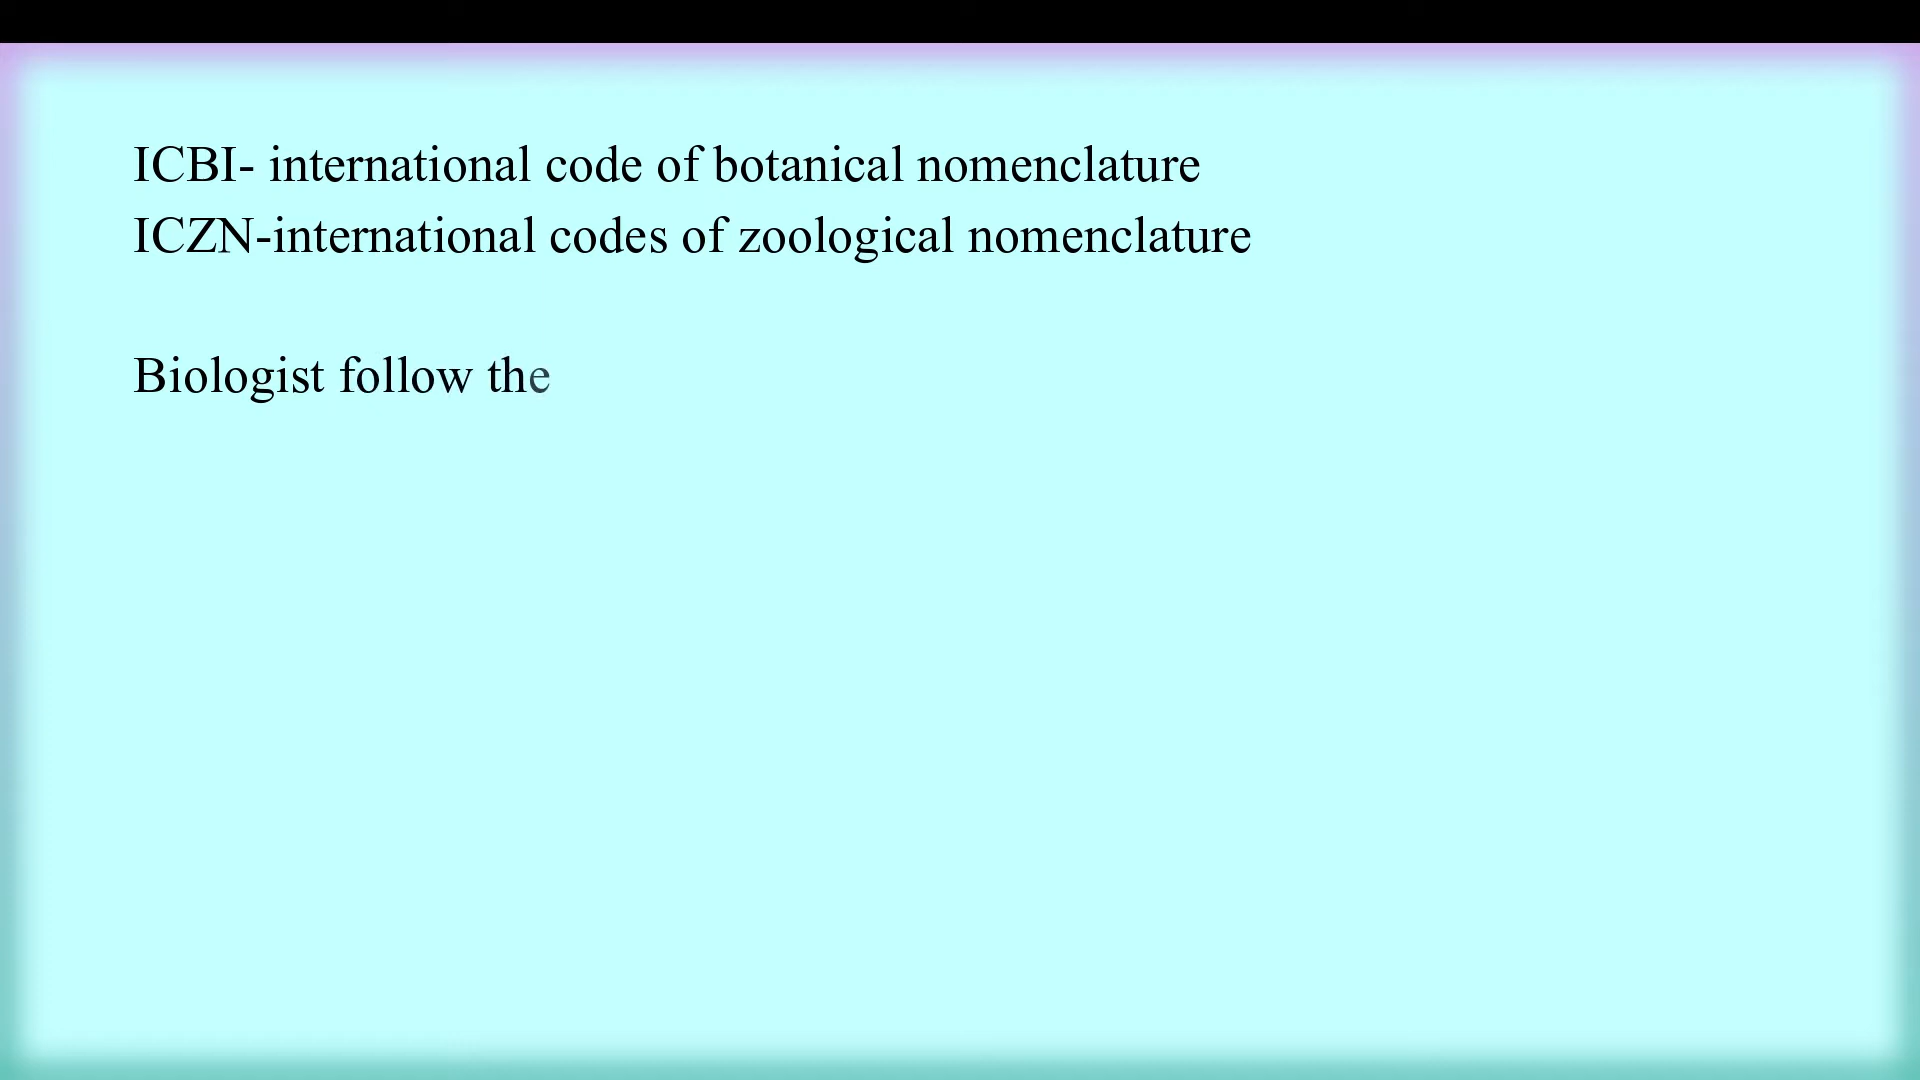 ICBI- international code of botanical nomenclature
ICZN-international codes of zoological nomenclature
Biologist follow the